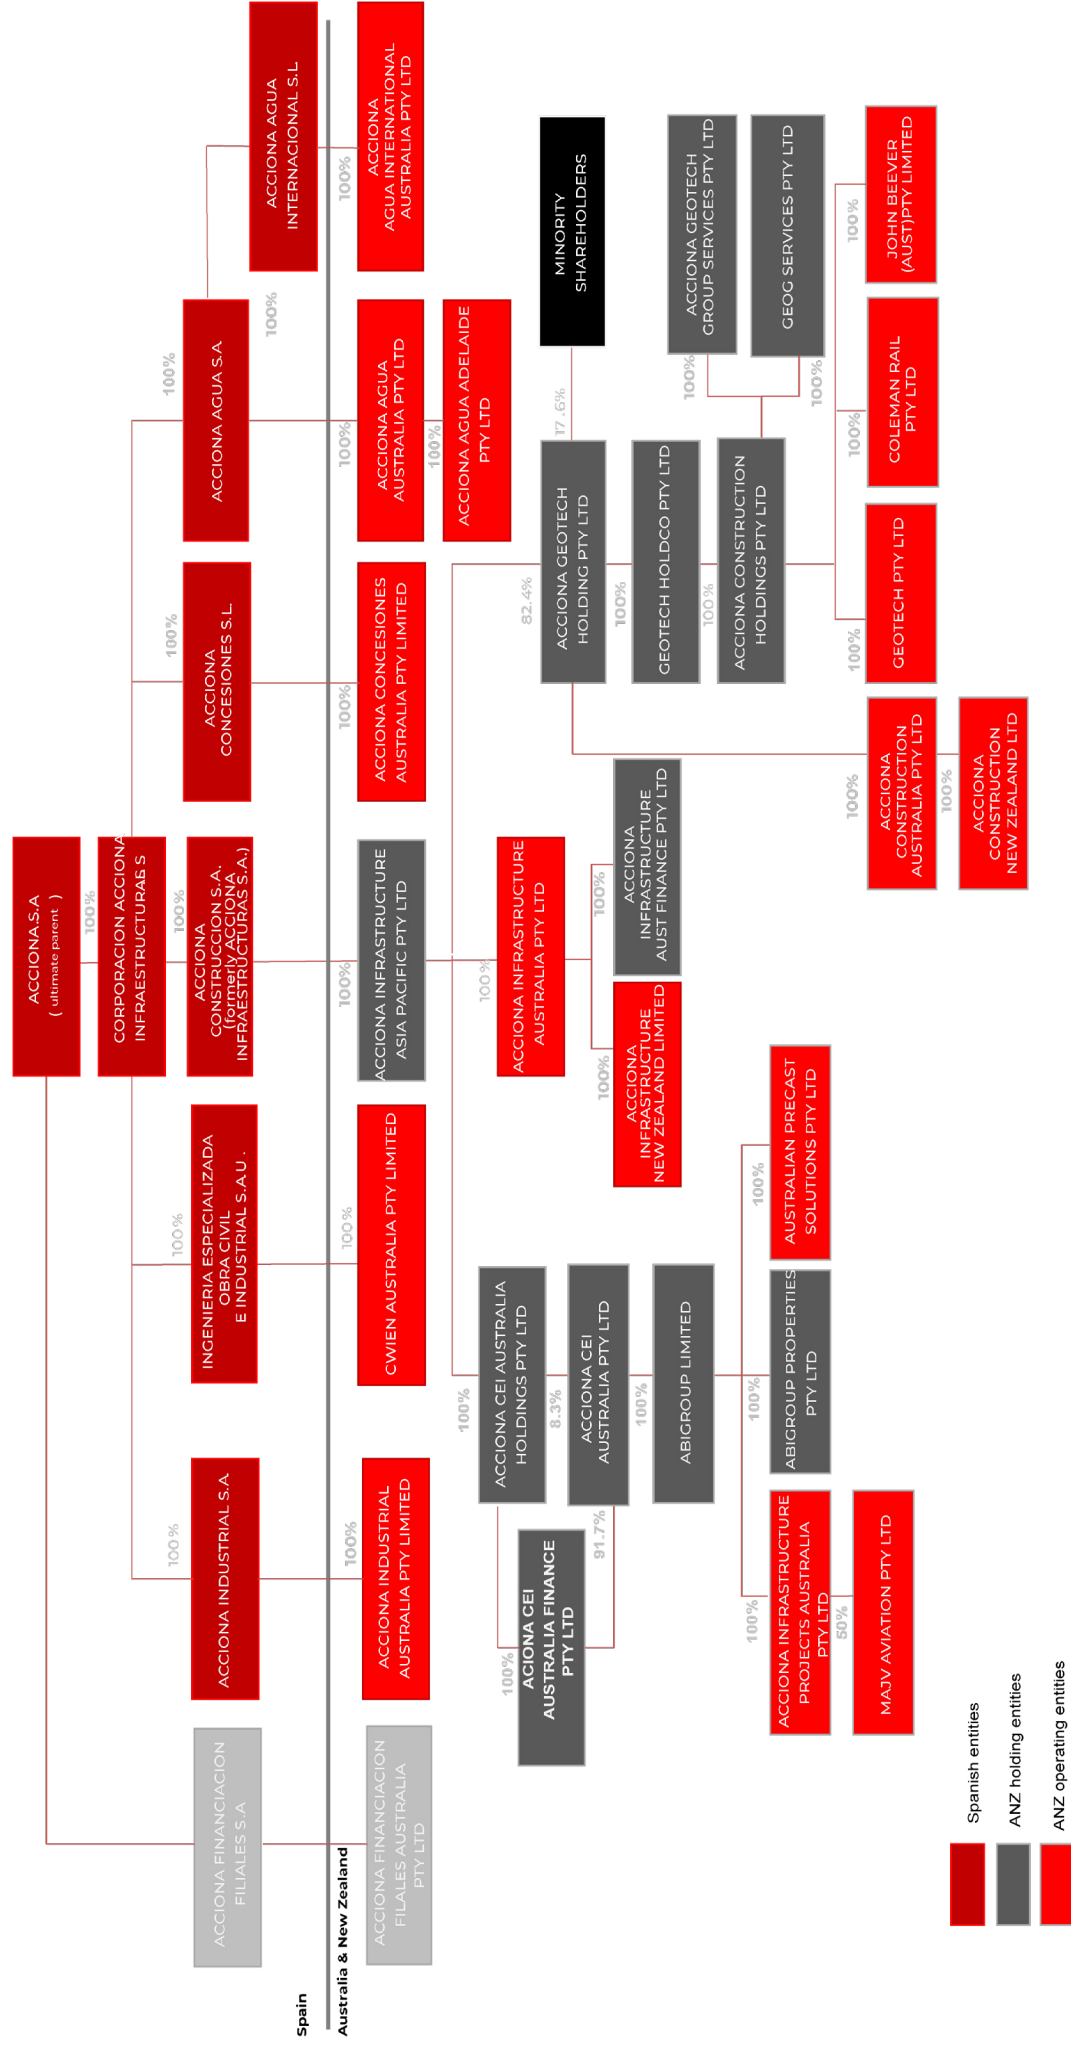 ACCIONA.S.A
( ultimate parent )
100%
CORPORACION ACCIONA
INFRAESTRUCTURAS S
100%
100%
100%
100%
100%
ACCIONA FINANCIACION
FILIALES S.A
ACCIONA INDUSTRIAL S.A.
INGENIERIA ESPECIALIZADA
OBRA CIVIL
E INDUSTRIAL S.A.U .
ACCIONA
CONSTRUCCION S.A.
(formerly ACCIONA
INFRAESTRUCTURAS S.A.)
ACCIONA
CONCESIONES S.L.
ACCIONA AGUA S.A.
100%
ACCIONA AGUA
INTERNACIONAL S.L.
Spain
Australia & New Zealand
100%
100%
100%
100%
100%
100%
ACCIONA FINANCIACION
FILALES AUSTRALIA
PTY LTD
ACCIONA INDUSTRIAL
AUSTRALIA PTY LIMITED
CWIEN AUSTRALIA PTY LIMITED
ACCIONA INFRASTRUCTURE
ASIA PACIFIC PTY LTD
ACCIONA CONCESIONES
AUSTRALIA PTY LIMITED
ACCIONA AGUA
AUSTRALIA PTY LTD
ACCIONA
AGUA INTERNATIONAL
AUSTRALIA PTY LTD
100%
ACCIONA AGUA ADELAIDE
PTY LTD
100%
ACCIONA CEI AUSTRALIA
HOLDINGS PTY LTD
100%
ACIONA CEI
AUSTRALIA FINANCE
PTY LTD
8.3%
91.7%
ACCIONA CEI
AUSTRALIA PTY LTD
100%
ABIGROUP LIMITED
100%
100%
100%
ACCIONA INFRASTRUCTURE
PROJECTS AUSTRALIA
PTY LTD
ABIGROUP PROPERTIES
PTY LTD
AUSTRALIAN PRECAST
SOLUTIONS PTY LTD
50%
MAJV AVIATION PTY LTD
100%
ACCIONA INFRASTRUCTURE
AUSTRALIA PTY LTD
100%
100%
ACCIONA
INFRASTRUCTURE
NEW ZEALAND LIMITED
ACCIONA
INFRASTRUCTURE
AUST FINANCE PTY LTD
82.4%
17.6%
ACCIONA GEOTECH
HOLDING PTY LTD
MINORITY
SHAREHOLDERS
100%
GEOTECH HOLDCO PTY LTD
100%
ACCIONA CONSTRUCTION
HOLDINGS PTY LTD
100%
ACCIONA GEOTECH
GROUP SERVICES PTY LTD
100%
GEOG SERVICES PTY LTD
100%
100%
100%
100%
ACCIONA
CONSTRUCTION
AUSTRALIA PTY LTD
GEOTECH PTY LTD
COLEMAN RAIL
PTY LTD
JOHN BEEVER
(AUST)PTY LIMITED
100%
ACCIONA
CONSTRUCTION
NEW ZEALAND LTD
Spanish entities
ANZ holding entities
ANZ operating entities